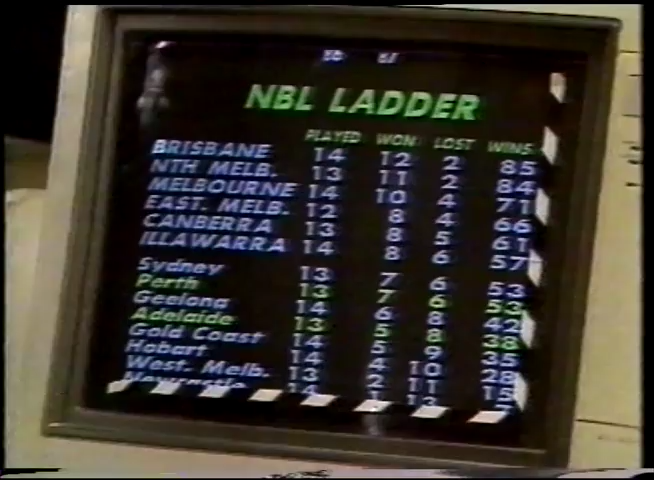 NBL LADDER
PLAYED WON LOST WINS
BRISBANE 14 12 2 85
NTH MELB. 13 11 2 84
MELBOURNE 14 10 4 71
EAST. MELB. 12 8 4 66
CANBERRA 13 8 5 61
ILLAWARRA 14 8 6 57
Sydney 13 7 6 53
Perth 13 7 6 53
Geelong 14 6 8 42
Adelaide 13 5 8 38
Gold Coast 14 5 9 35
Hobart 14 4 10 28
West. Melb. 13 2 11 15
Newcastle 14 13